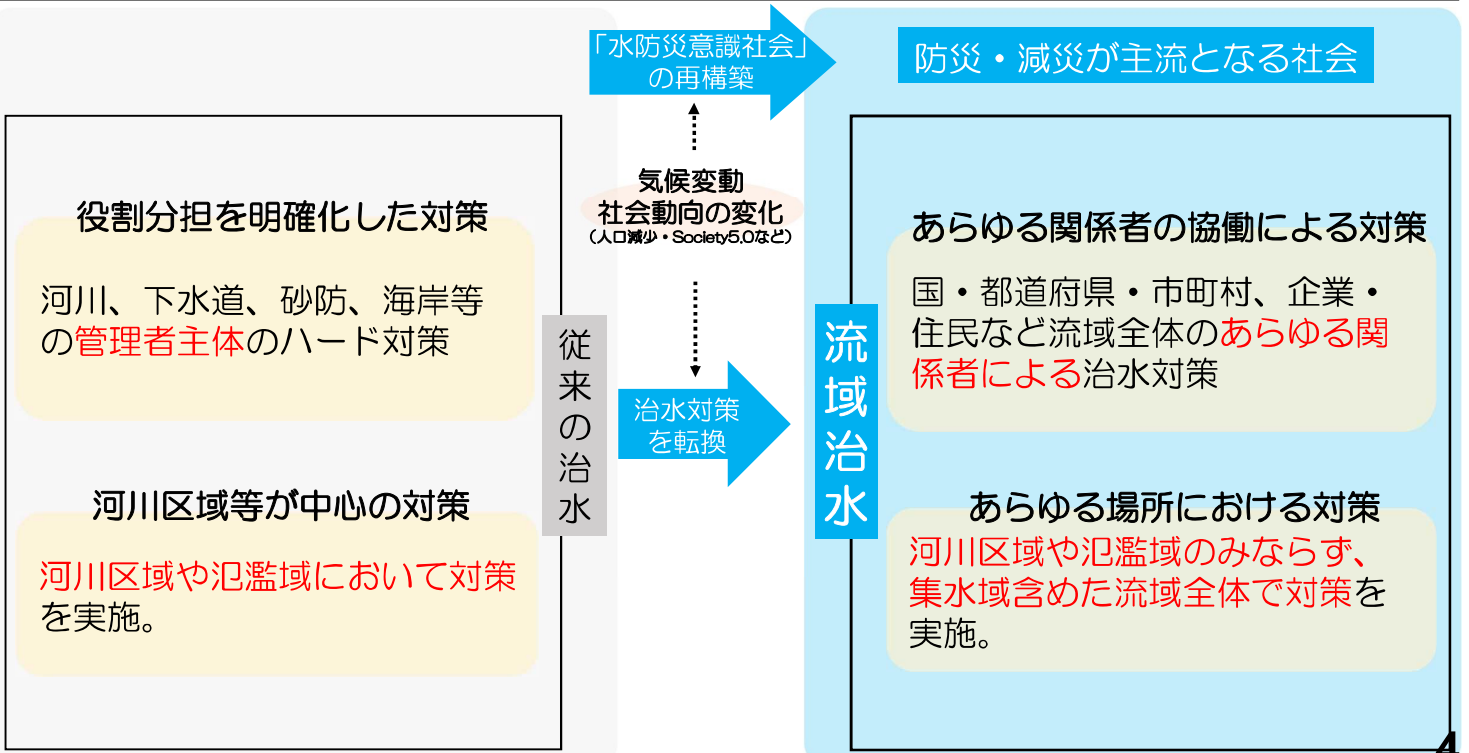 「水防災意識社会」
の再構築
防災・減災が主流となる社会
気候変動
社会動向の変化
（人口減少・Society5.0など）
役割分担を明確化した対策
河川、下水道、砂防、海岸等
の管理者主体のハード対策
河川区域等が中心の対策
河川区域や氾濫域において対策
を実施。
従来の治水
治水対策
を転換
流域治水
あらゆる関係者の協働による対策
国・都道府県・市町村、企業・
住民など流域全体のあらゆる関
係者による治水対策
あらゆる場所における対策
河川区域や氾濫域のみならず、
集水域含めた流域全体で対策を
実施。
4